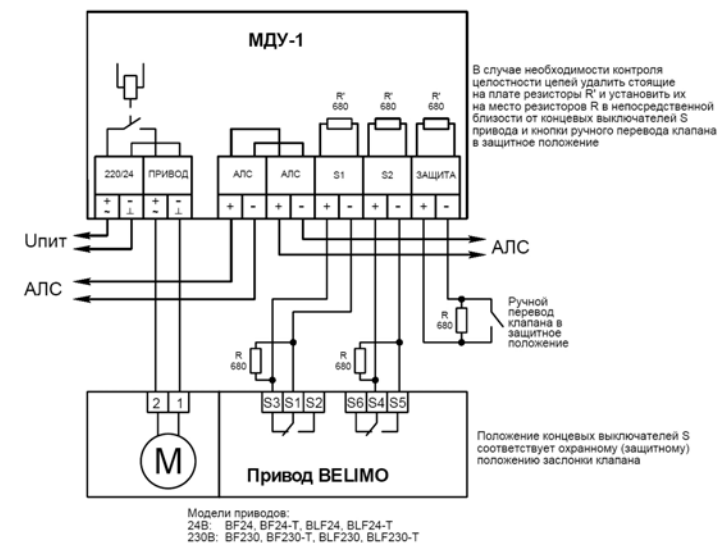 МДУ-1
В случае необходимости контроля
целостности цепей удалить стоящие
на плате резисторы R' и установить их
на место резисторов R в непосредственной
близости от концевых выключателей S
привода и кнопки ручного перевода клапана
в защитное положение
R' R' R'
680 680 680
220/24 ПРИВОД АЛС АЛС S1 S2 ЗАЩИТА
+ - + - + - + - + - + - + -
~ ⊥ ~ ⊥
Uпит
АЛС
АЛС
R
680
Ручной
перевод
клапана в
защитное
положение
R R
680 680
2 1 S3 S1 S2 S6 S4 S5
M
Привод BELIMO
Положение концевых выключателей S
соответствует охранному (защитному)
положению заслонки клапана
Модели приводов:
24В: BF24, BF24-T, BLF24, BLF24-T
230В: BF230, BF230-T, BLF230, BLF230-T